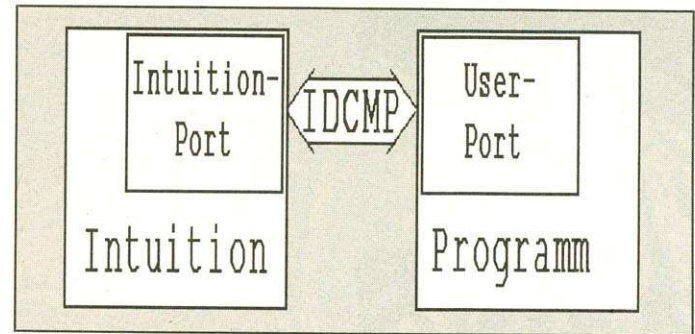 Intuition-
Port
Intuition
IDCMP
User-
Port
Programm